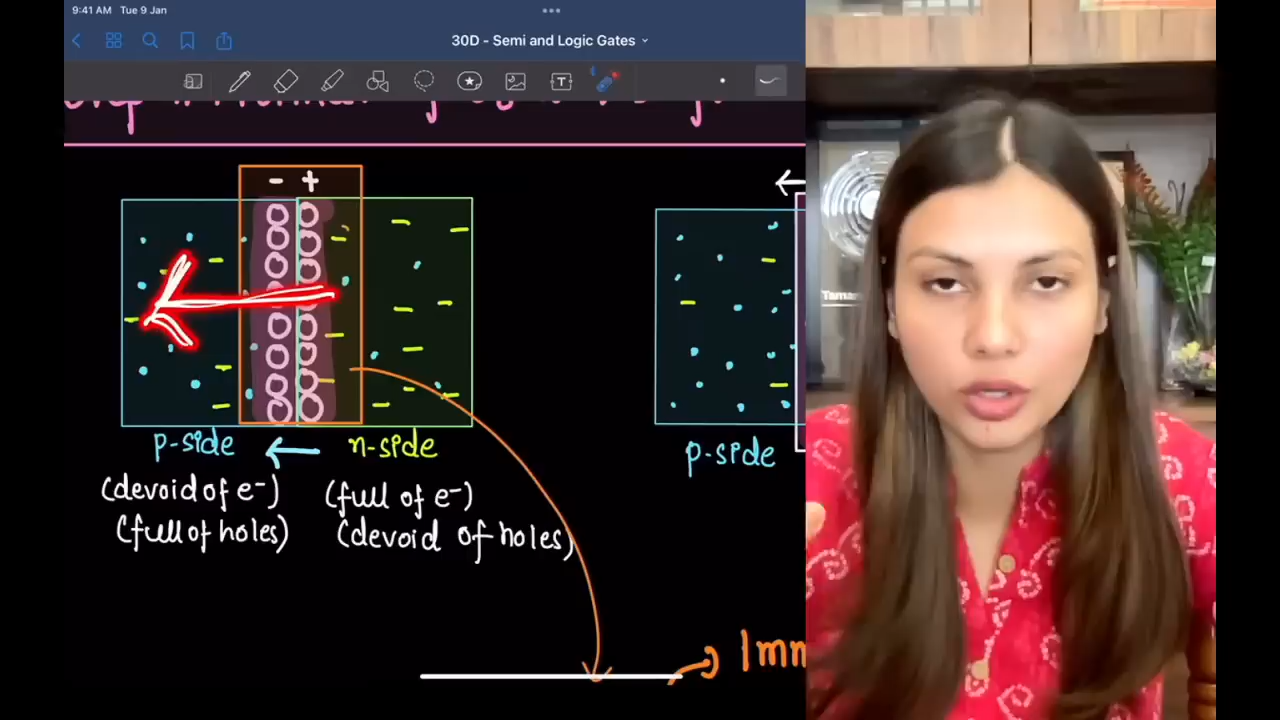 9:41 AM Tue 9 Jan
30D - Semi and Logic Gates
T
- +
p-side
n-side
p-side
(devoid of e-)
(full of e-)
(full of holes)
(devoid of holes)
Imm